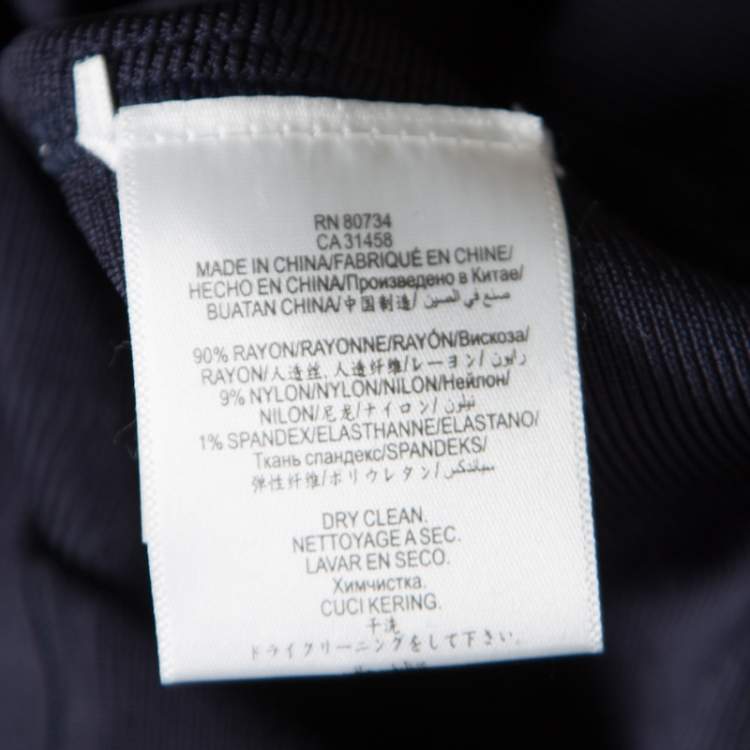 RN 80734
CA 31458
MADE IN CHINA/FABRIQUÉ EN CHINE/
HECHO EN CHINA/Произведено в Китае/
BUATAN CHINA/中国制造/صنع في الصين
90% RAYON/RAYONNE/RAYÓN/Вискоза/
RAYON/人造丝, 人造纤维/レーヨン/رايون
9% NYLON/NYLON/NILON/Нейлон/
NILON/尼龙/ナイロン/نيلون
1% SPANDEX/ELASTHANNE/ELASTANO/
Ткань спандекс/SPANDEKS/
弹性纤维/ポリウレタン/سباندكس
DRY CLEAN.
NETTOYAGE A SEC.
LAVAR EN SECO.
Химчистка.
CUCI KERING.
干洗
ドライクリーニングをして下さい。